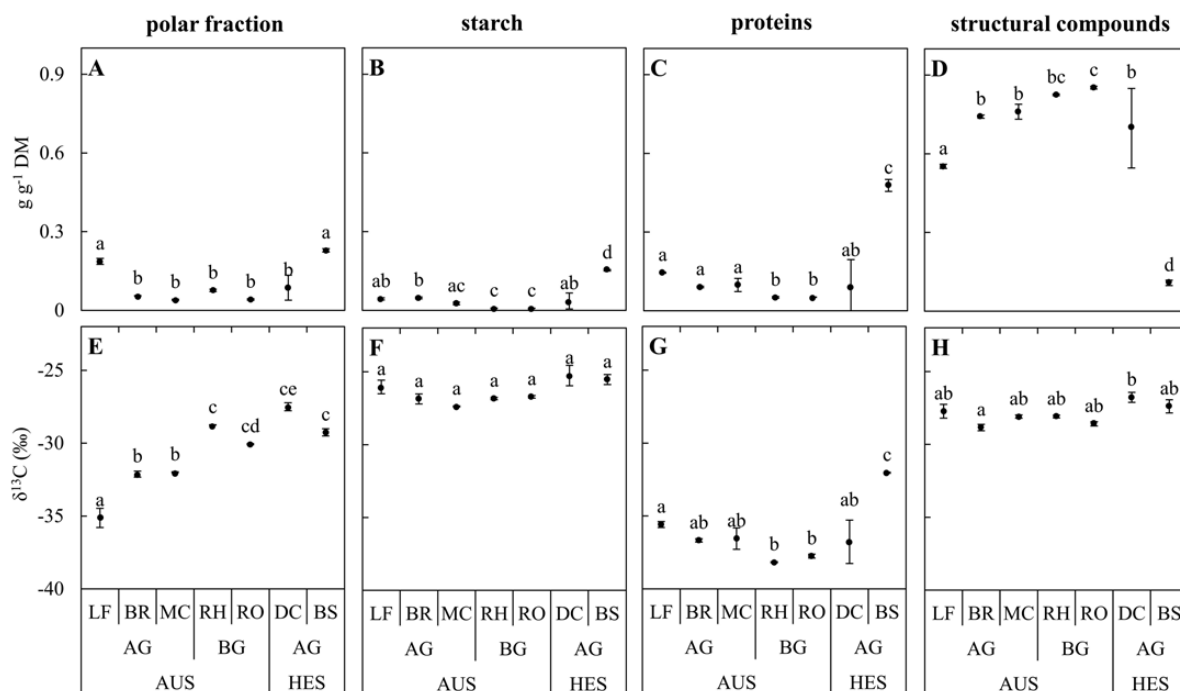 polar fraction starch proteins structural compounds
A B C D
g g⁻¹ DM
0.9
0.6
0.3
0
a b b b b b a
ab b ac c c ab d
a a a b b ab c
a b b bc c b d
E F G H
δ¹³C (‰)
-25
-30
-35
-40
a b b c cd ce c
a a a a a a a
a ab ab b b ab c
ab a ab ab ab b ab
LF BR MC RH RO DC BS LF BR MC RH RO DC BS LF BR MC RH RO DC BS LF BR MC RH RO DC BS
AG BG AG AG BG AG AG BG AG AG BG AG
AUS HES AUS HES AUS HES AUS HES